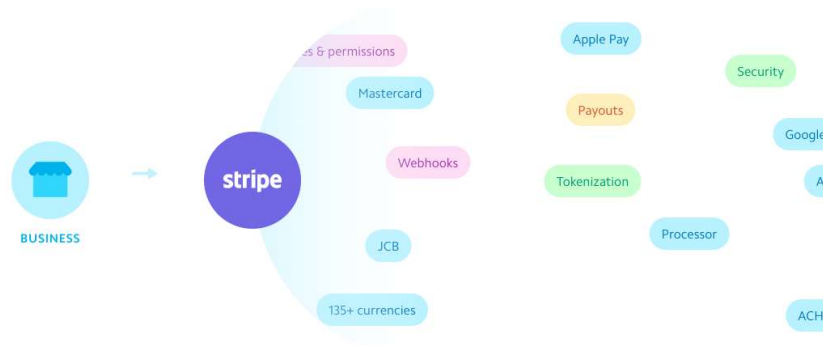 Apple Pay
es & permissions
Security
Mastercard
Payouts
Google
Webhooks
stripe
Tokenization
A
Processor
BUSINESS
JCB
135+ currencies
ACH